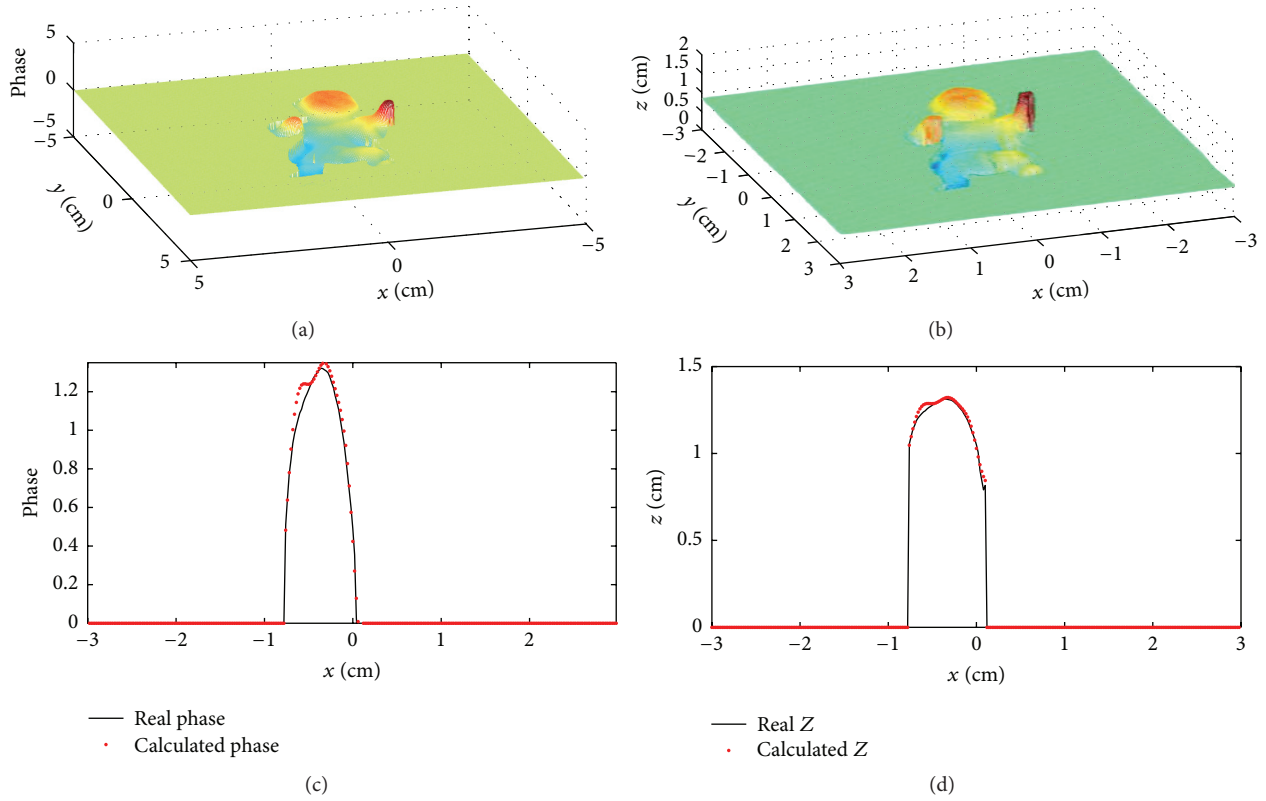 5
0
−5
Phase
−5
0
5
y (cm)
5
0
−5
x (cm)
(a)
2
1.5
1
0.5
0
z (cm)
−3
−2
−1
0
1
2
3
y (cm)
3
2
1
0
−1
−2
−3
x (cm)
(b)
1.2
1
0.8
0.6
0.4
0.2
0
Phase
−3
−2
−1
0
1
2
x (cm)
Real phase
Calculated phase
(c)
1.5
1
0.5
0
z (cm)
−3
−2
−1
0
1
2
3
x (cm)
Real Z
Calculated Z
(d)